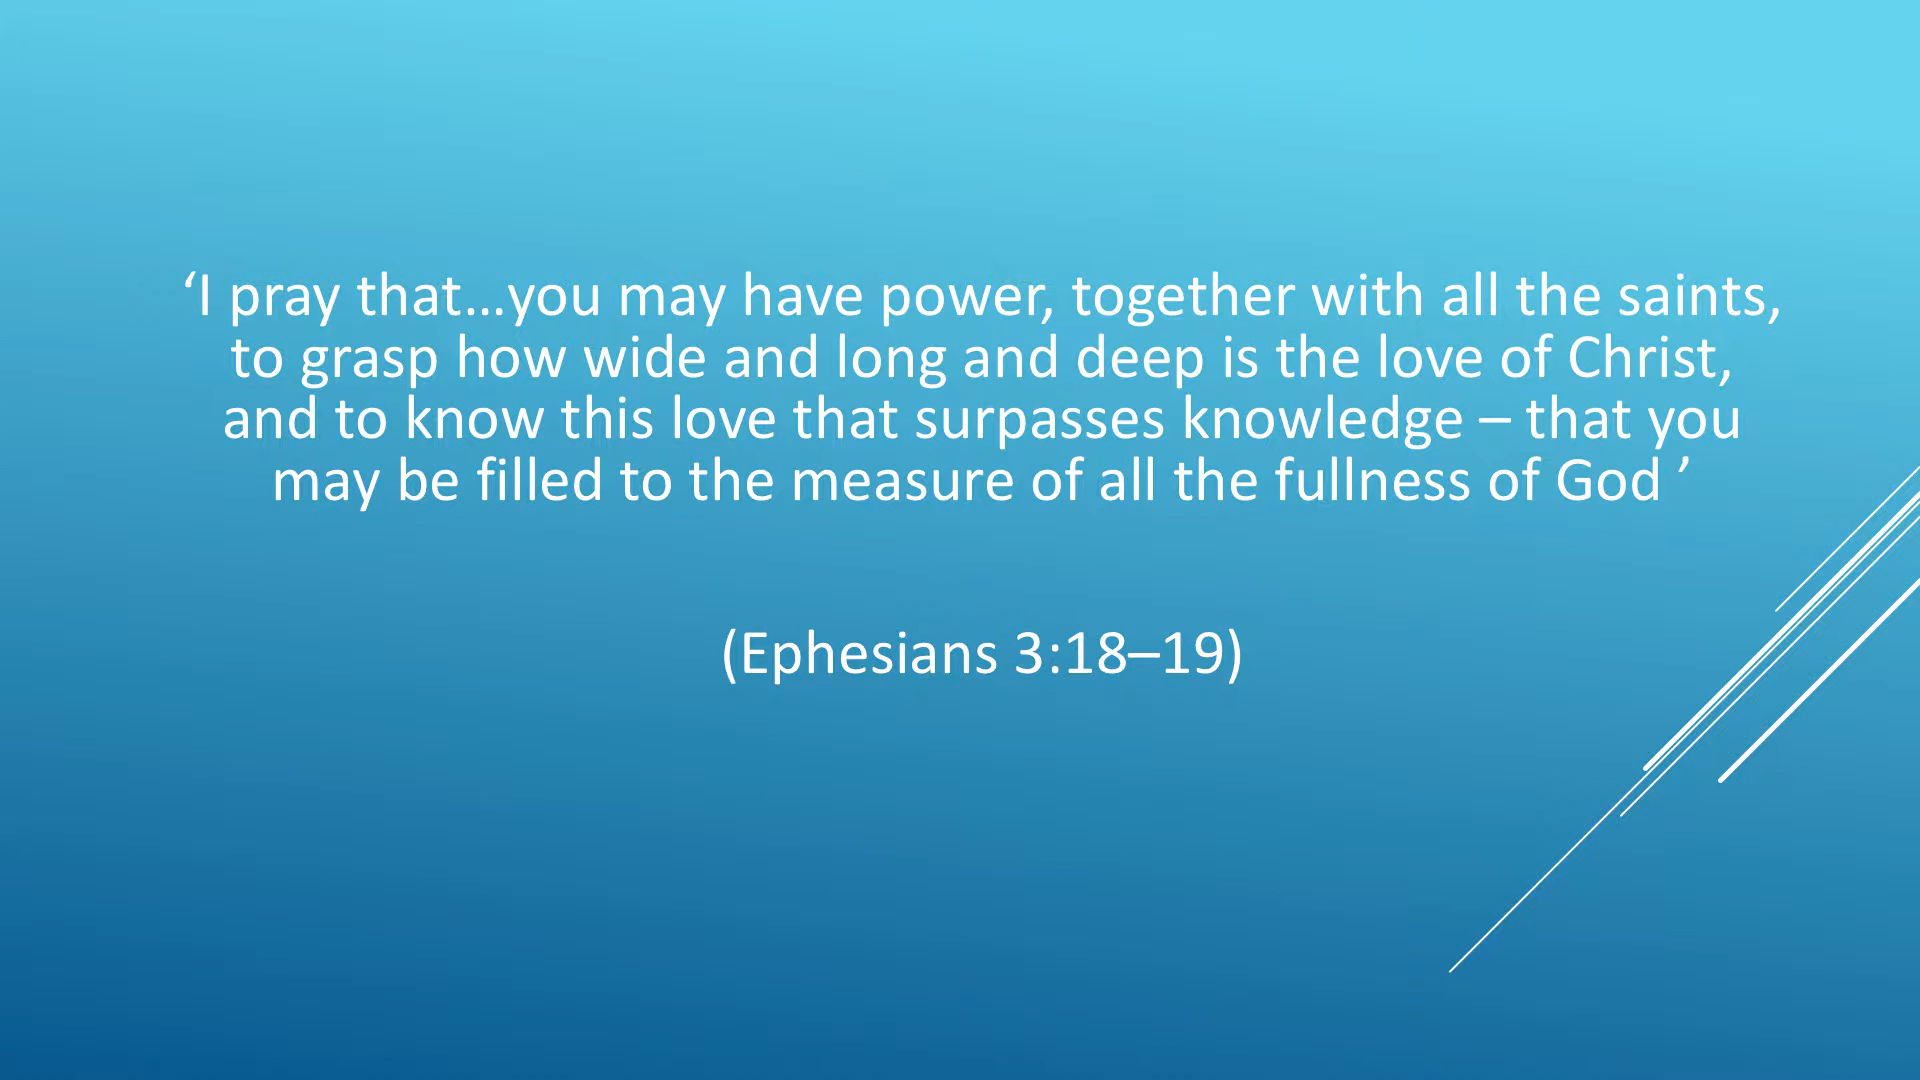 ‘I pray that…you may have power, together with all the saints,
to grasp how wide and long and deep is the love of Christ,
and to know this love that surpasses knowledge – that you
may be filled to the measure of all the fullness of God ’
(Ephesians 3:18–19)